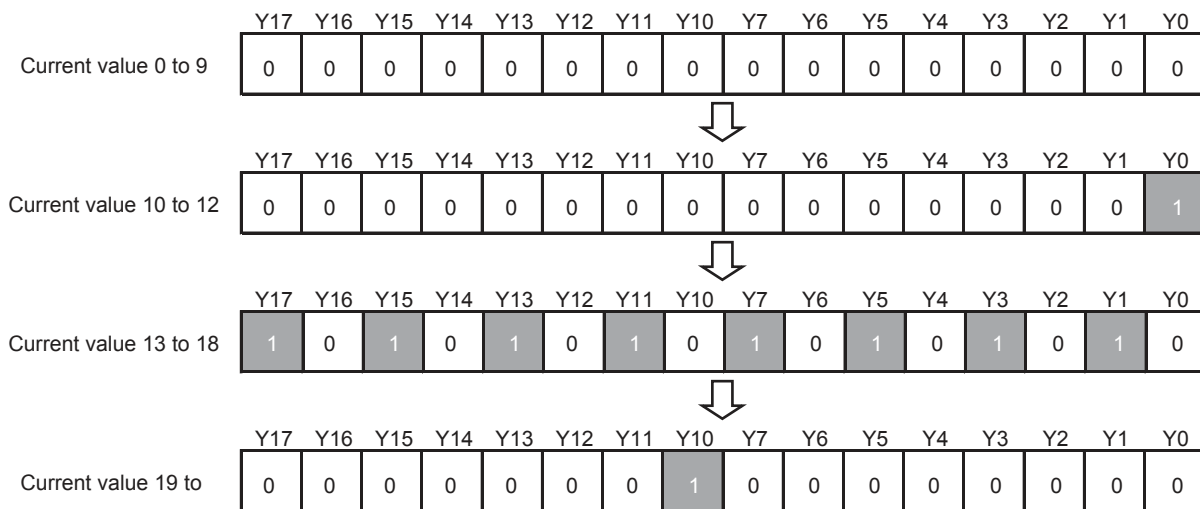 Y17 Y16 Y15 Y14 Y13 Y12 Y11 Y10 Y7 Y6 Y5 Y4 Y3 Y2 Y1 Y0
Current value 0 to 9 0 0 0 0 0 0 0 0 0 0 0 0 0 0 0 0
Y17 Y16 Y15 Y14 Y13 Y12 Y11 Y10 Y7 Y6 Y5 Y4 Y3 Y2 Y1 Y0
Current value 10 to 12 0 0 0 0 0 0 0 0 0 0 0 0 0 0 0 1
Y17 Y16 Y15 Y14 Y13 Y12 Y11 Y10 Y7 Y6 Y5 Y4 Y3 Y2 Y1 Y0
Current value 13 to 18 1 0 1 0 1 0 1 0 1 0 1 0 1 0 1 0
Y17 Y16 Y15 Y14 Y13 Y12 Y11 Y10 Y7 Y6 Y5 Y4 Y3 Y2 Y1 Y0
Current value 19 to 0 0 0 0 0 0 0 1 0 0 0 0 0 0 0 0